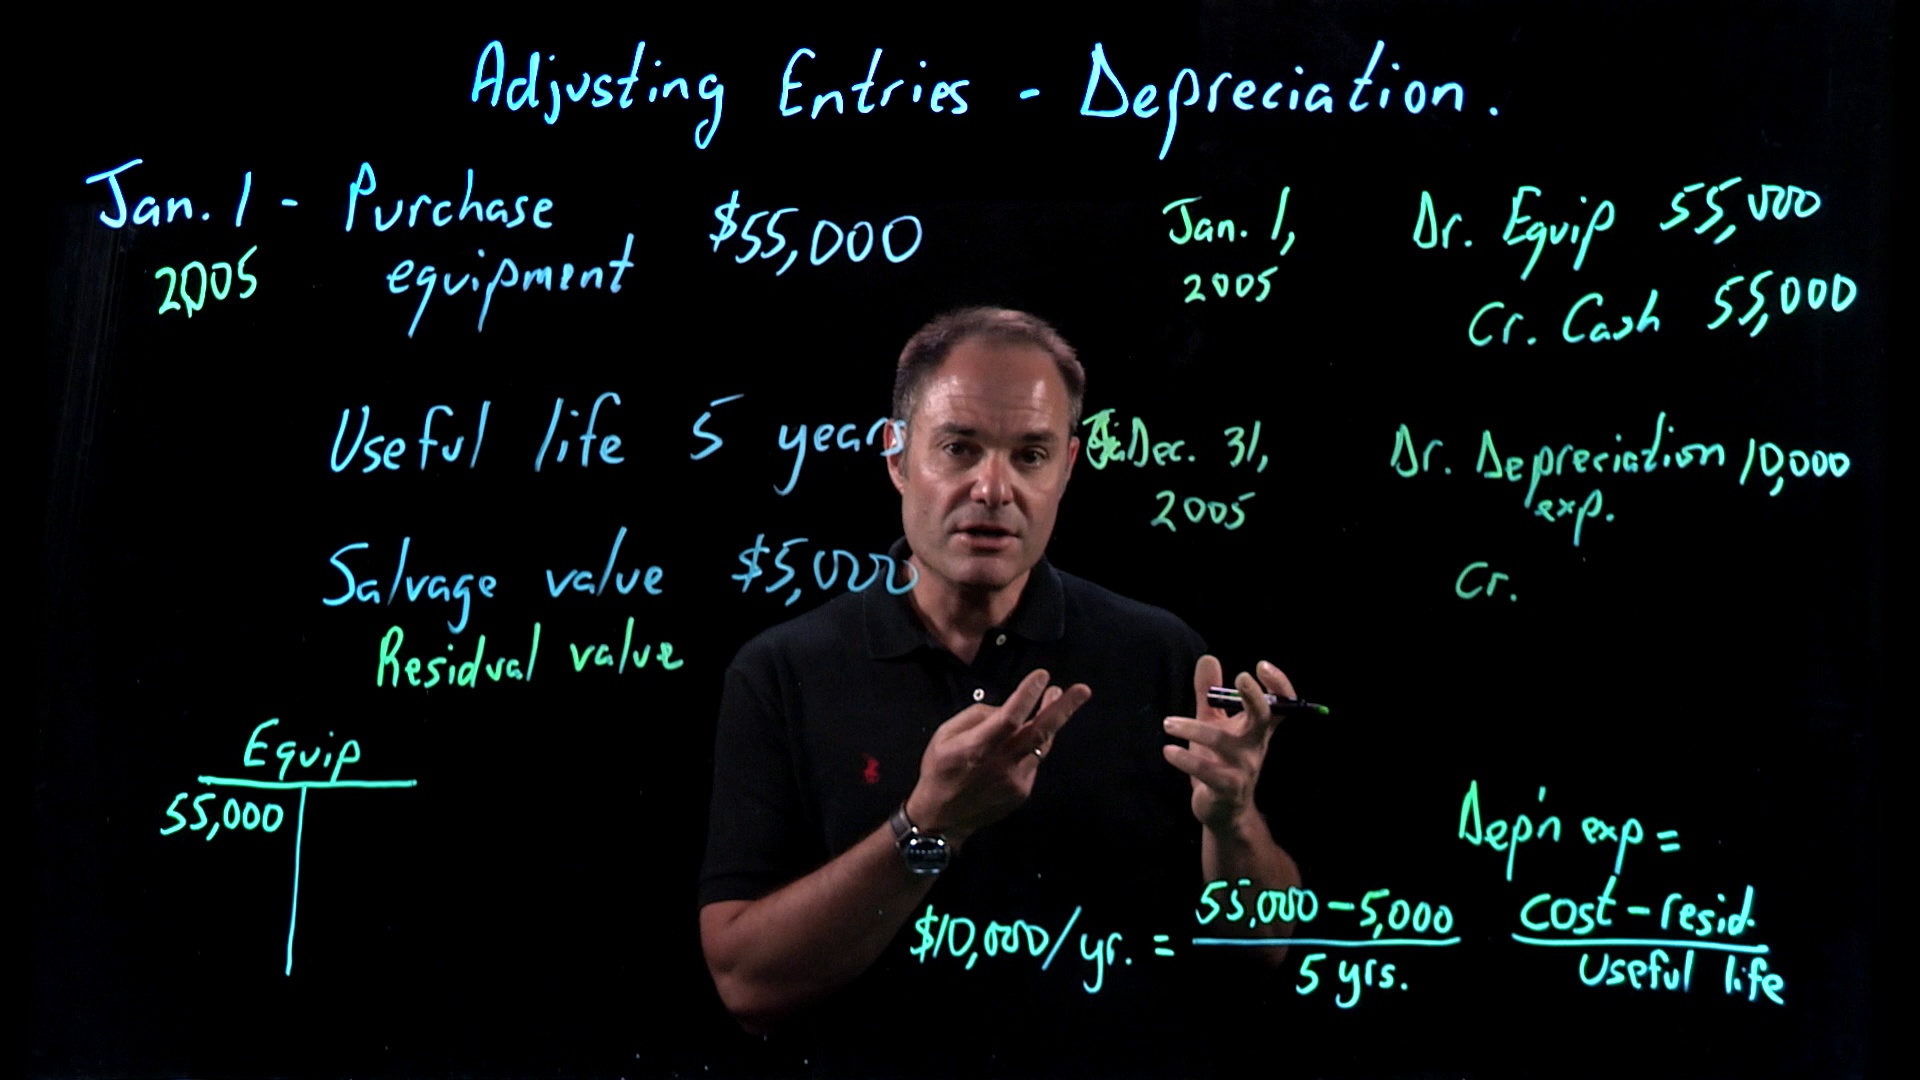 Adjusting Entries - Depreciation.
Jan. 1 - Purchase
2005
equipment
$55,000
Useful life 5 years
Salvage value $5,000
Residual value
Equip
55,000
Jan. 1,
2005
Dr. Equip 55,000
Cr. Cash 55,000
Dec. 31,
2005
Dr. Depreciation 10,000
exp.
Cr.
Dep'n exp =
cost - resid.
useful life
$10,000/yr. =
55,000 - 5,000
5 yrs.